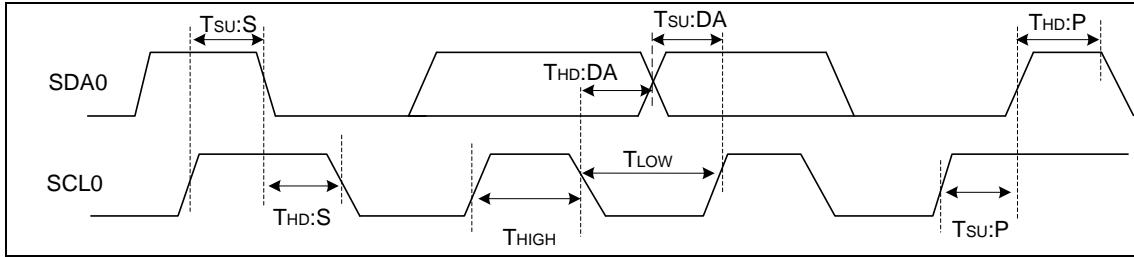 TSU:S
TSU:DA
THD:P
SDA0
THD:DA
SCL0
TLOW
THD:S
THIGH
TSU:P